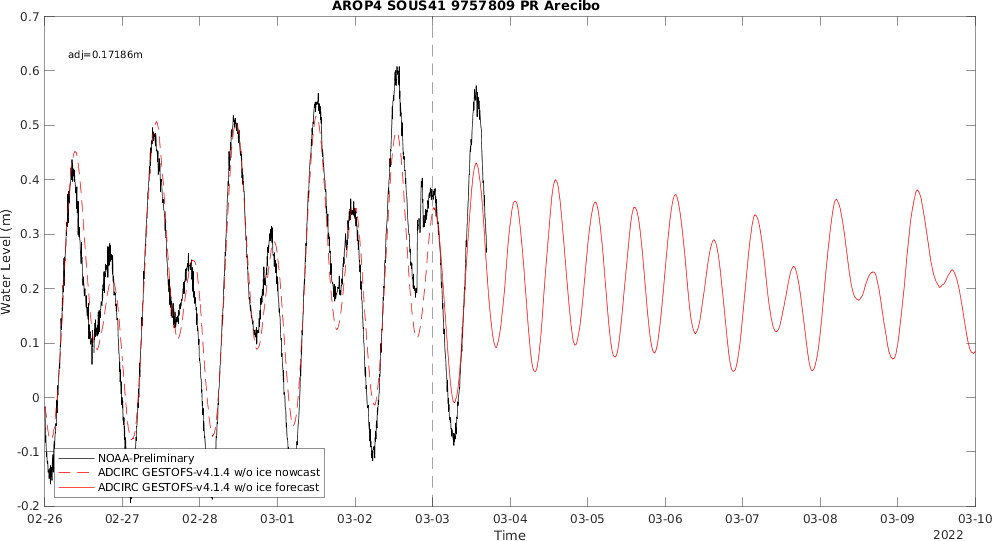 AROP4 SOUS41 9757809 PR Arecibo
adj=0.17186m
0.7
0.6
0.5
0.4
0.3
0.2
0.1
0
-0.1
-0.2
Water Level (m)
NOAA-Preliminary
ADCIRC GESTOFS-v4.1.4 w/o ice nowcast
ADCIRC GESTOFS-v4.1.4 w/o ice forecast
02-26 02-27 02-28 03-01 03-02 03-03 03-04 03-05 03-06 03-07 03-08 03-09 03-10
Time
2022